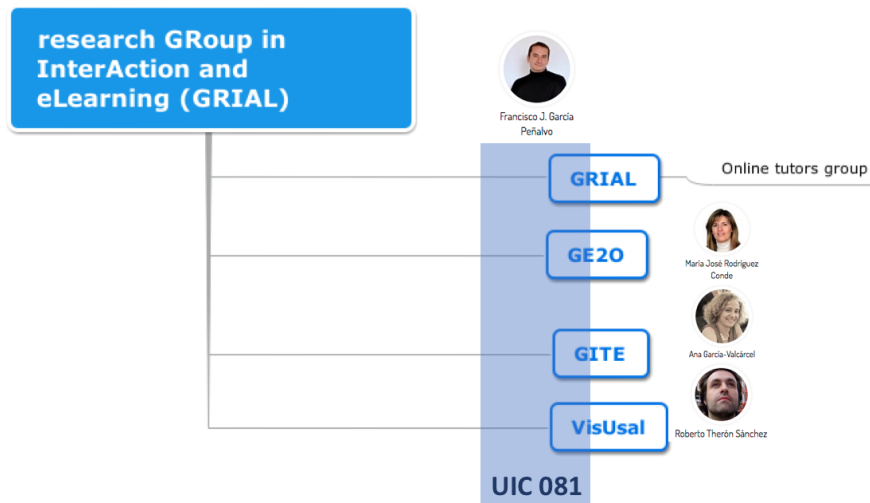 research GRoup in
InterAction and
eLearning (GRIAL)
Francisco J. García
Peñalvo
GRIAL
Online tutors group
GE2O
María José Rodríguez
Conde
GITE
Ana García-Valcárcel
VisUsal
Roberto Therón Sánchez
UIC 081